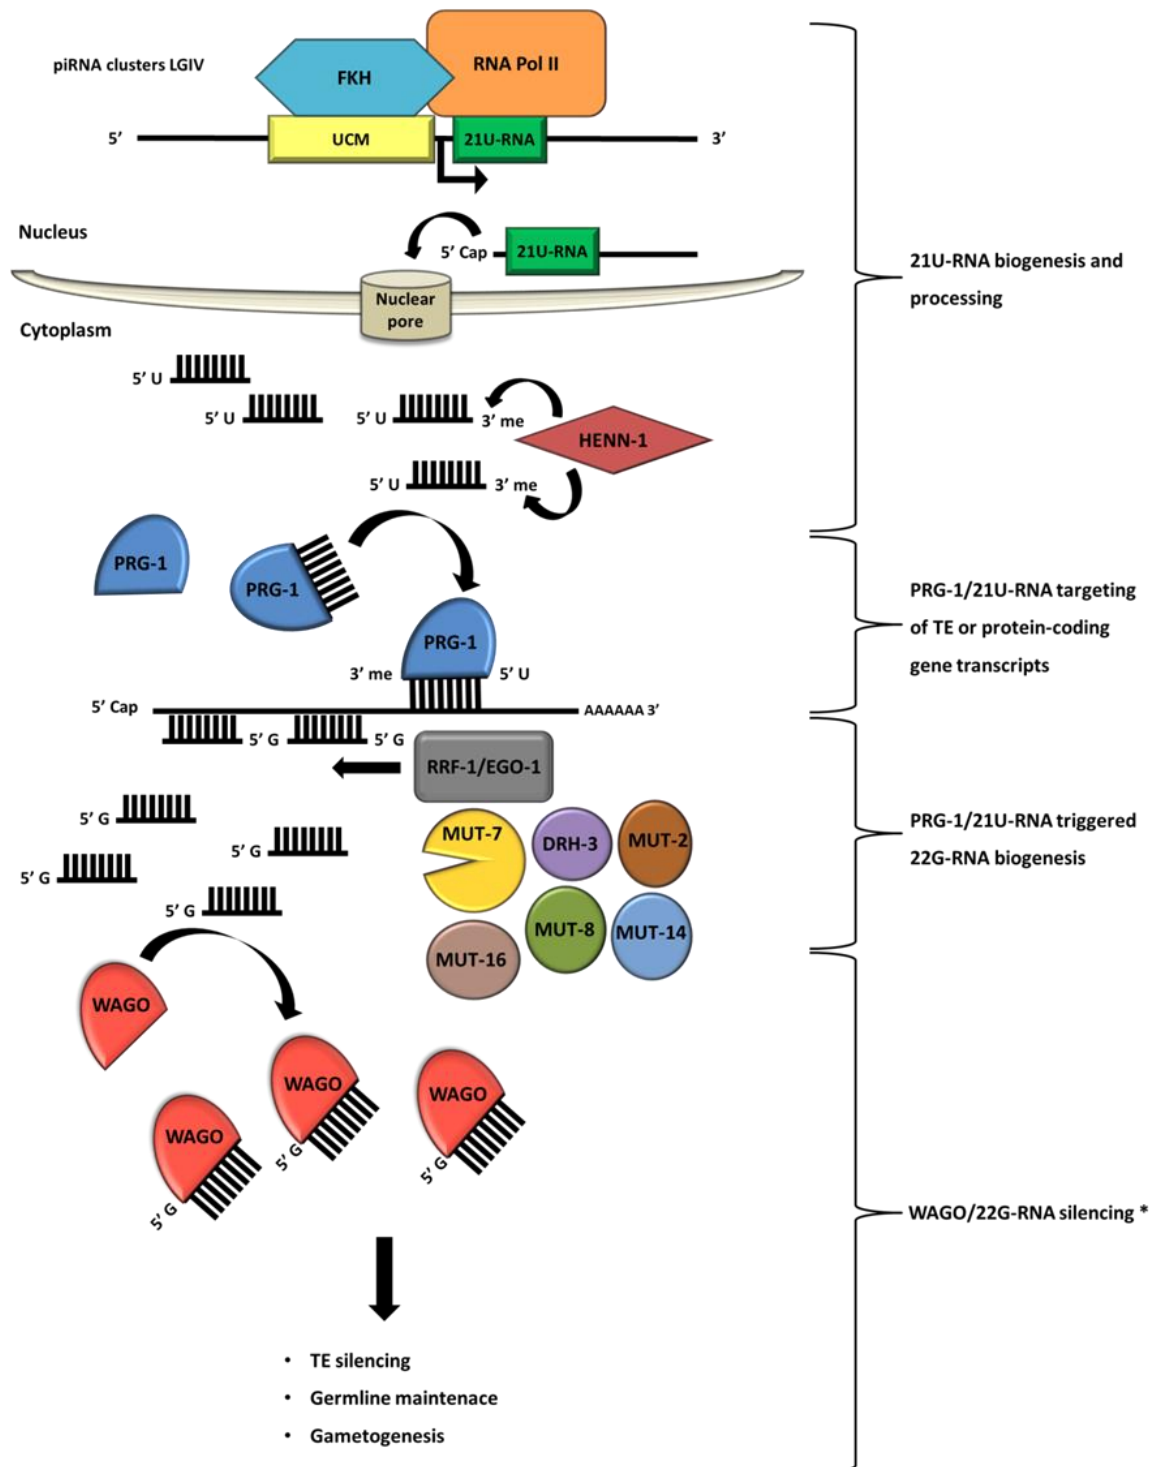 piRNA clusters LGIV
FKH
RNA Pol II
5’
UCM
21U-RNA
3’
Nucleus
5’ Cap
21U-RNA
21U-RNA biogenesis and
processing
Nuclear
pore
Cytoplasm
5’ U
5’ U
5’ U
3’ me
HENN-1
5’ U
3’ me
PRG-1
PRG-1
PRG-1
3’ me
5’ U
PRG-1/21U-RNA targeting
of TE or protein-coding
gene transcripts
5’ Cap
AAAAAA 3’
5’ G
5’ G
RRF-1/EGO-1
5’ G
5’ G
5’ G
5’ G
MUT-7
DRH-3
MUT-2
MUT-16
MUT-8
MUT-14
PRG-1/21U-RNA triggered
22G-RNA biogenesis
WAGO
WAGO
5’ G
WAGO
5’ G
WAGO
5’ G
WAGO/22G-RNA silencing *
• TE silencing
• Germline maintenace
• Gametogenesis